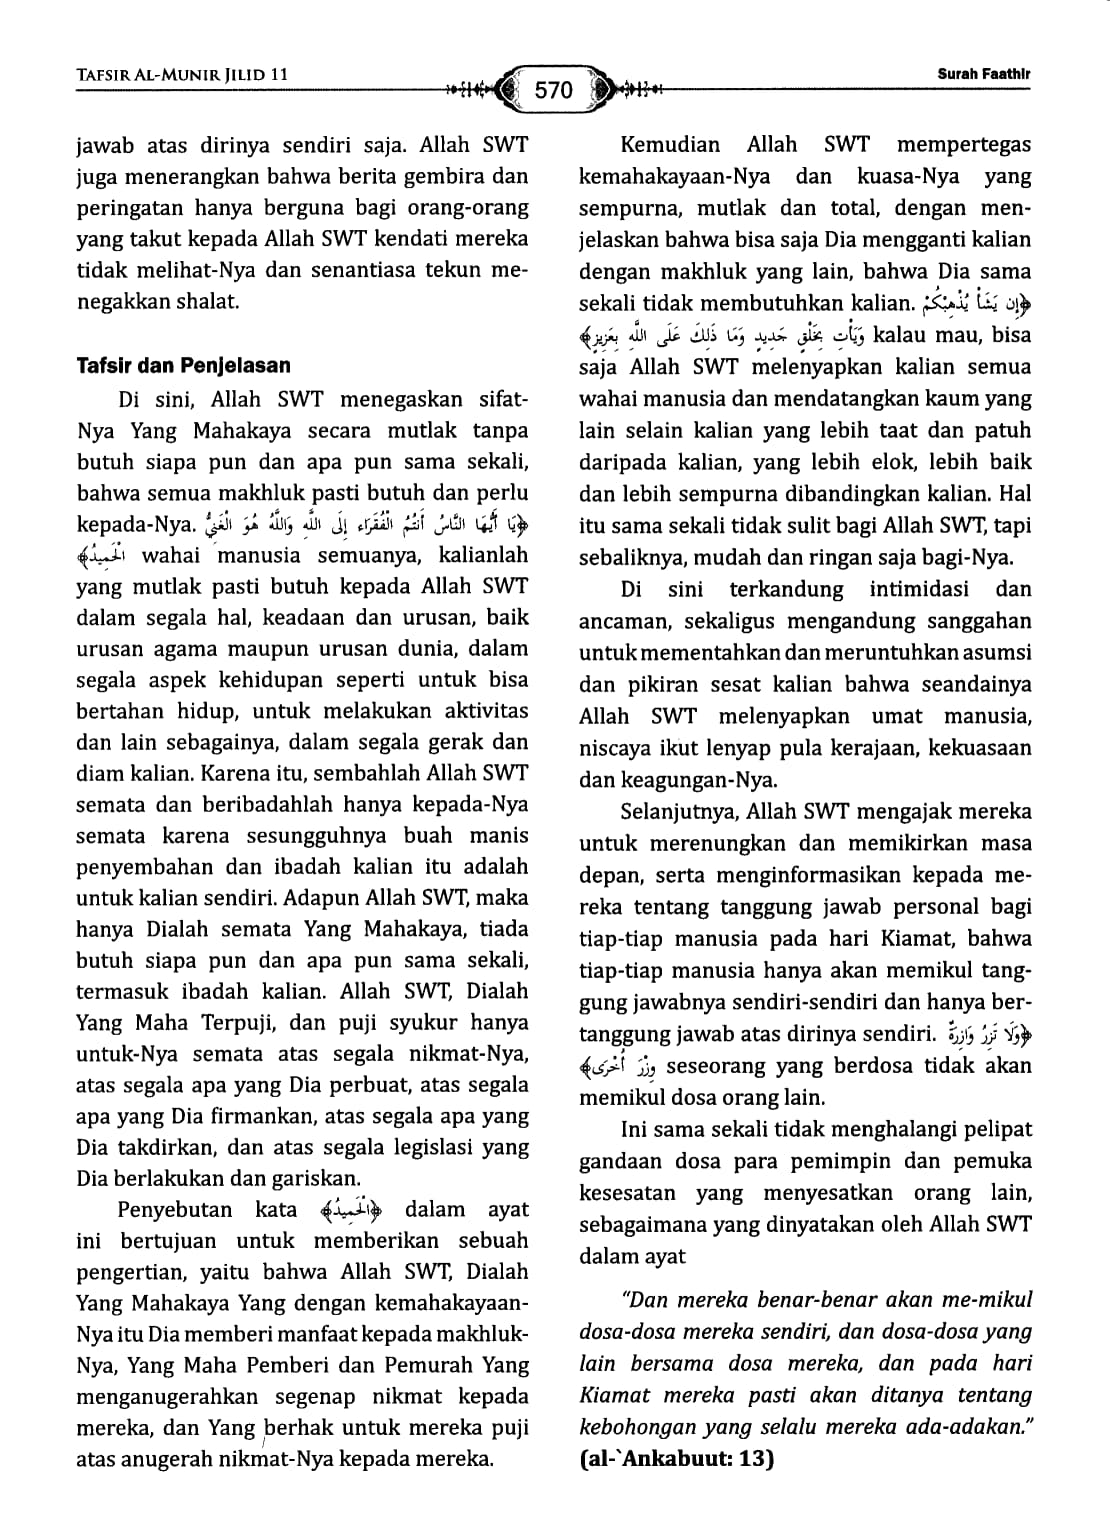 TAFSIR AL-MUNIR JILID 11
570
Surah Faathir
jawab atas dirinya sendiri saja. Allah SWT
juga menerangkan bahwa berita gembira dan
peringatan hanya berguna bagi orang-orang
yang takut kepada Allah SWT kendati mereka
tidak melihat-Nya dan senantiasa tekun me-
negakkan shalat.
Tafsir dan Penjelasan
Di sini, Allah SWT menegaskan sifat-
Nya Yang Mahakaya secara mutlak tanpa
butuh siapa pun dan apa pun sama sekali,
bahwa semua makhluk pasti butuh dan perlu
kepada-Nya. ﴿يَا أَيُّهَا النَّاسُ أَنتُمُ الْفُقَرَاء إِلَى اللَّهِ وَاللَّهُ هُوَ الْغَنِيُّ
الْحَمِيدُ﴾ wahai manusia semuanya, kalianlah
yang mutlak pasti butuh kepada Allah SWT
dalam segala hal, keadaan dan urusan, baik
urusan agama maupun urusan dunia, dalam
segala aspek kehidupan seperti untuk bisa
bertahan hidup, untuk melakukan aktivitas
dan lain sebagainya, dalam segala gerak dan
diam kalian. Karena itu, sembahlah Allah SWT
semata dan beribadahlah hanya kepada-Nya
semata karena sesungguhnya buah manis
penyembahan dan ibadah kalian itu adalah
untuk kalian sendiri. Adapun Allah SWT, maka
hanya Dialah semata Yang Mahakaya, tiada
butuh siapa pun dan apa pun sama sekali,
termasuk ibadah kalian. Allah SWT, Dialah
Yang Maha Terpuji, dan puji syukur hanya
untuk-Nya semata atas segala nikmat-Nya,
atas segala apa yang Dia perbuat, atas segala
apa yang Dia firmankan, atas segala apa yang
Dia takdirkan, dan atas segala legislasi yang
Dia berlakukan dan gariskan.
Penyebutan kata ﴿الْحَمِيدُ﴾ dalam ayat
ini bertujuan untuk memberikan sebuah
pengertian, yaitu bahwa Allah SWT, Dialah
Yang Mahakaya Yang dengan kemahakayaan-
Nya itu Dia memberi manfaat kepada makhluk-
Nya, Yang Maha Pemberi dan Pemurah Yang
menganugerahkan segenap nikmat kepada
mereka, dan Yang berhak untuk mereka puji
atas anugerah nikmat-Nya kepada mereka.
Kemudian Allah SWT mempertegas
kemahakayaan-Nya dan kuasa-Nya yang
sempurna, mutlak dan total, dengan men-
jelaskan bahwa bisa saja Dia mengganti kalian
dengan makhluk yang lain, bahwa Dia sama
sekali tidak membutuhkan kalian. ﴿إِن يَشَأْ يُذْهِبْكُمْ
وَيَأْتِ بِخَلْقٍ جَدِيدٍ وَمَا ذَلِكَ عَلَى اللَّهِ بِعَزِيزٍ﴾ kalau mau, bisa
saja Allah SWT melenyapkan kalian semua
wahai manusia dan mendatangkan kaum yang
lain selain kalian yang lebih taat dan patuh
daripada kalian, yang lebih elok, lebih baik
dan lebih sempurna dibandingkan kalian. Hal
itu sama sekali tidak sulit bagi Allah SWT, tapi
sebaliknya, mudah dan ringan saja bagi-Nya.
Di sini terkandung intimidasi dan
ancaman, sekaligus mengandung sanggahan
untuk mementahkan dan meruntuhkan asumsi
dan pikiran sesat kalian bahwa seandainya
Allah SWT melenyapkan umat manusia,
niscaya ikut lenyap pula kerajaan, kekuasaan
dan keagungan-Nya.
Selanjutnya, Allah SWT mengajak mereka
untuk merenungkan dan memikirkan masa
depan, serta menginformasikan kepada me-
reka tentang tanggung jawab personal bagi
tiap-tiap manusia pada hari Kiamat, bahwa
tiap-tiap manusia hanya akan memikul tang-
gung jawabnya sendiri-sendiri dan hanya ber-
tanggung jawab atas dirinya sendiri. ﴿وَلَا تَزِرُ وَازِرَةٌ
وِزْرَ أُخْرَى﴾ seseorang yang berdosa tidak akan
memikul dosa orang lain.
Ini sama sekali tidak menghalangi pelipat
gandaan dosa para pemimpin dan pemuka
kesesatan yang menyesatkan orang lain,
sebagaimana yang dinyatakan oleh Allah SWT
dalam ayat
“Dan mereka benar-benar akan me-mikul
dosa-dosa mereka sendiri, dan dosa-dosa yang
lain bersama dosa mereka, dan pada hari
Kiamat mereka pasti akan ditanya tentang
kebohongan yang selalu mereka ada-adakan.”
(al-`Ankabuut: 13)